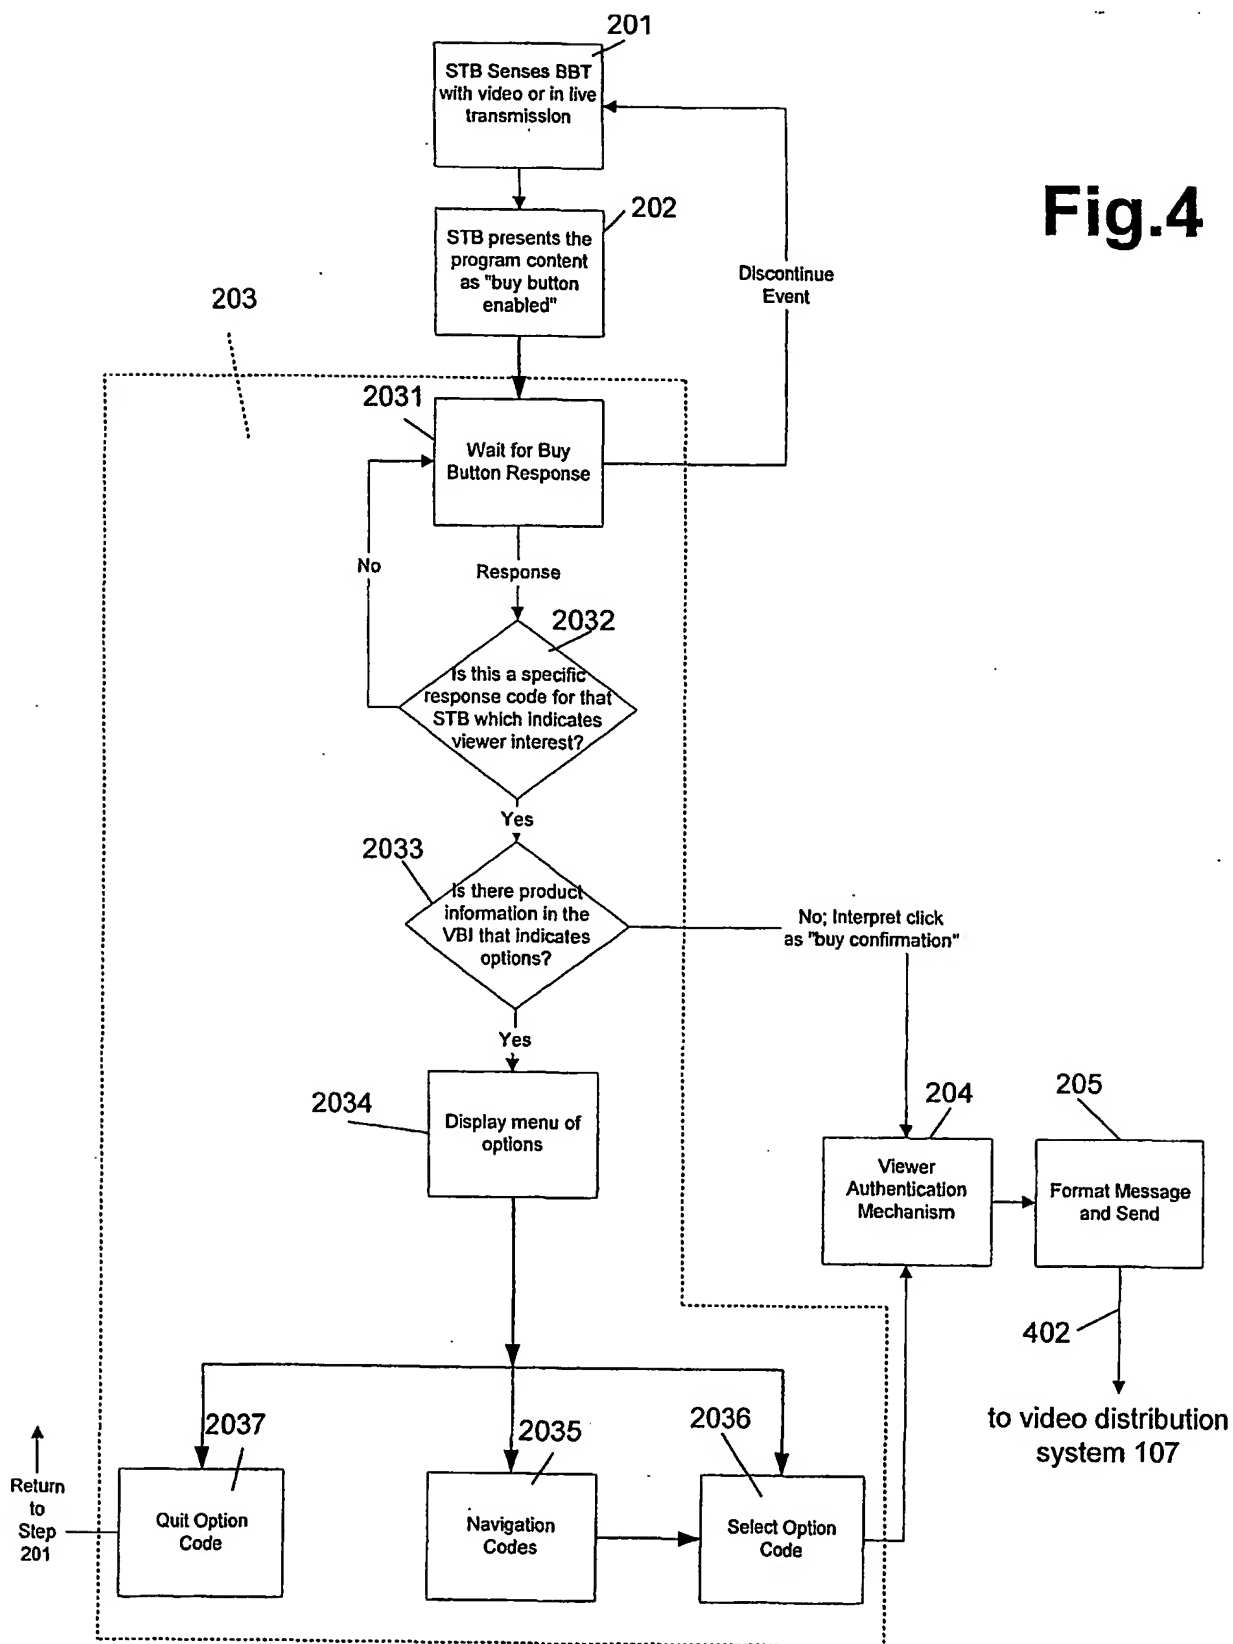 201
STB Senses BBT
with video or in live
transmission
Fig.4
202
STB presents the
program content
as "buy button
enabled"
Discontinue
Event
203
2031
Wait for Buy
Button Response
No
Response
2032
Is this a specific
response code for that
STB which indicates
viewer interest?
Yes
2033
Is there product
information in the
VBI that indicates
options?
No; Interpret click
as "buy confirmation"
Yes
2034
Display menu of
options
204
205
Viewer
Authentication
Mechanism
Format Message
and Send
402
to video distribution
system 107
2037
2035
2036
Return
to
Step
201
Quit Option
Code
Navigation
Codes
Select Option
Code